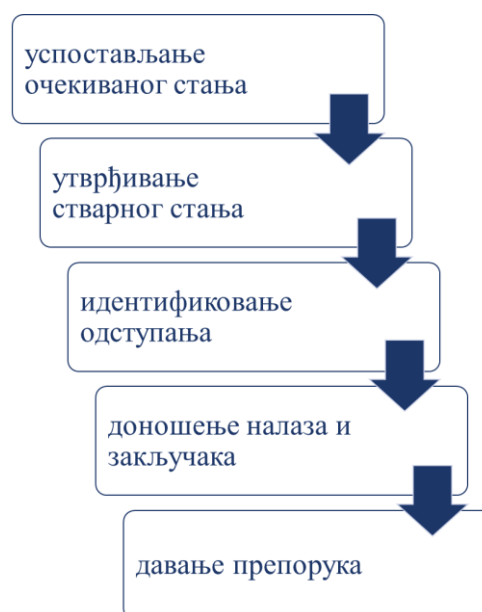 успостављање
очекиваног стања
утврђивање
стварног стања
идентификовање
одступања
доношење налаза и
закључака
давање препорука